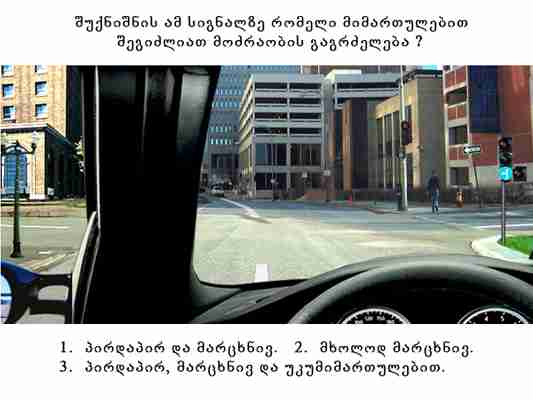 შუქნიშნის ამ სიგნალზე რომელი მიმართულებით
შეგიძლიათ მოძრაობის გაგრძელება ?
1. პირდაპირ და მარცხნივ. 2. მხოლოდ მარცხნივ.
3. პირდაპირ, მარცხნივ და უკუმიმართულებით.